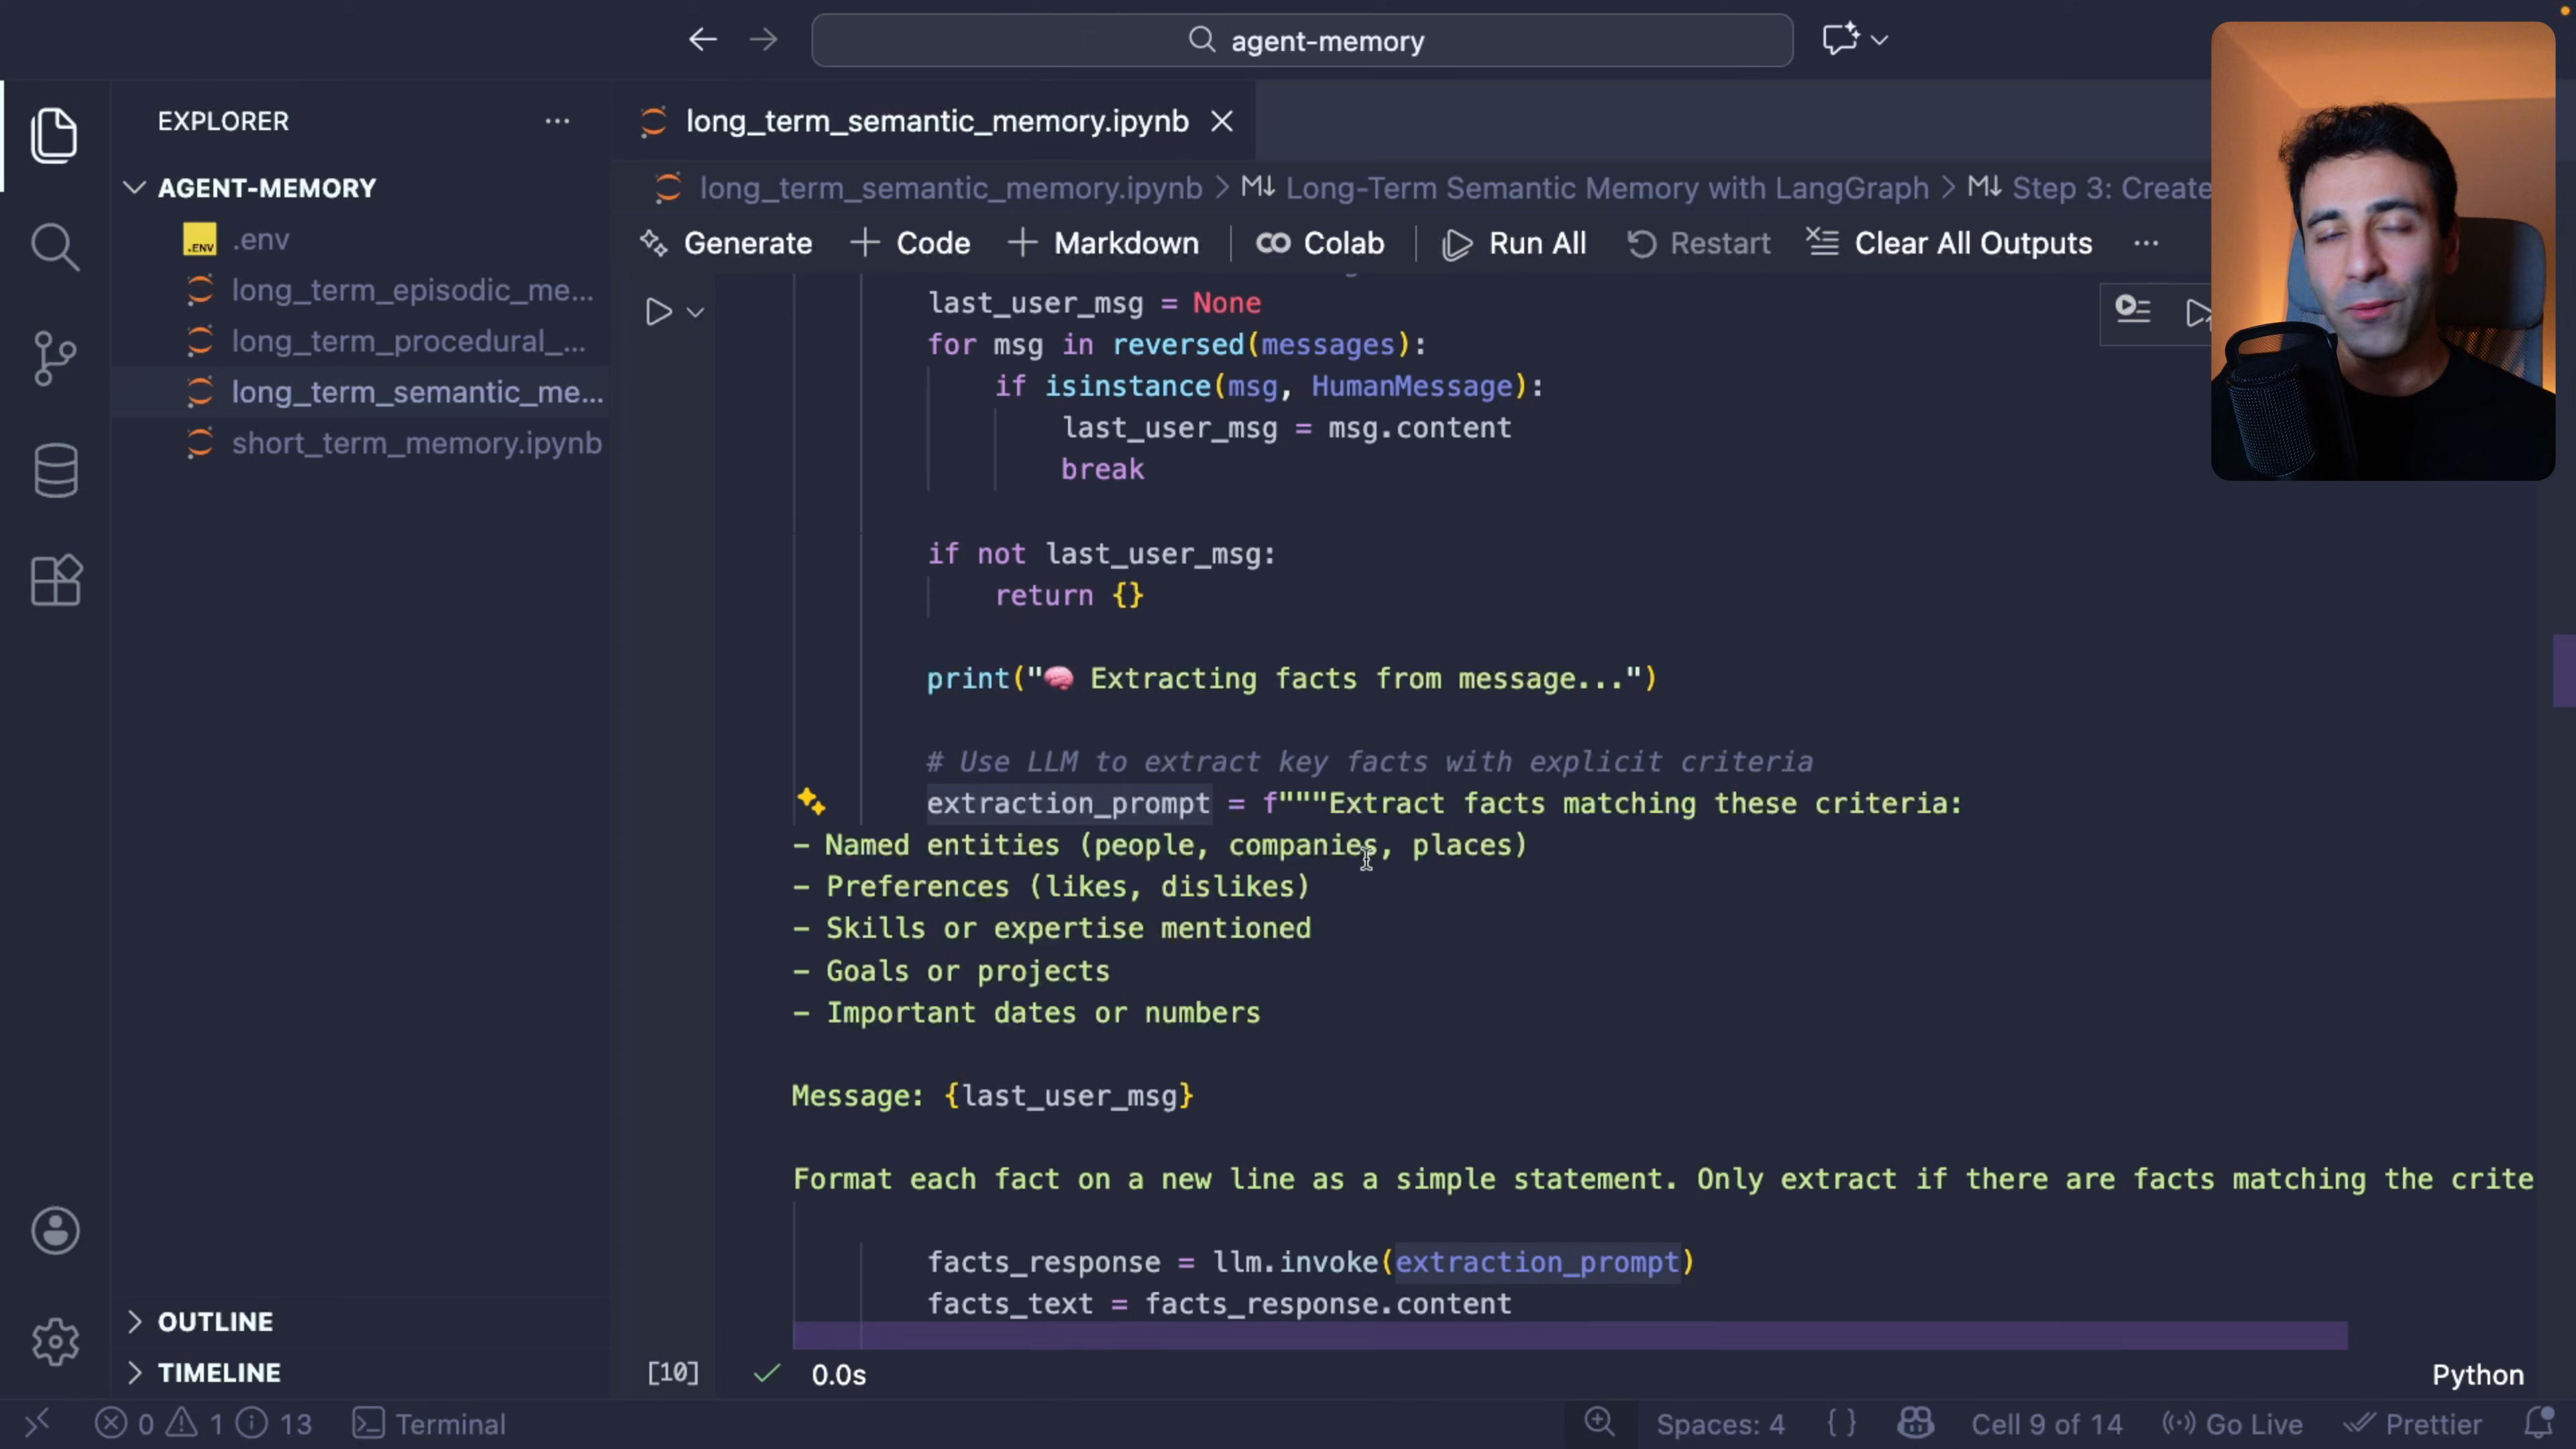 agent-memory
EXPLORER
AGENT-MEMORY
.ENV .env
long_term_episodic_me...
long_term_procedural_...
long_term_semantic_me...
short_term_memory.ipynb
OUTLINE
TIMELINE
long_term_semantic_memory.ipynb
long_term_semantic_memory.ipynb > M↓ Long-Term Semantic Memory with LangGraph > M↓ Step 3: Create
Generate + Code + Markdown Colab Run All Restart Clear All Outputs ...
last_user_msg = None
for msg in reversed(messages):
if isinstance(msg, HumanMessage):
last_user_msg = msg.content
break
if not last_user_msg:
return {}
print("🧠 Extracting facts from message...")
# Use LLM to extract key facts with explicit criteria
extraction_prompt = f"""Extract facts matching these criteria:
- Named entities (people, companies, places)
- Preferences (likes, dislikes)
- Skills or expertise mentioned
- Goals or projects
- Important dates or numbers
Message: {last_user_msg}
Format each fact on a new line as a simple statement. Only extract if there are facts matching the crite
facts_response = llm.invoke(extraction_prompt)
facts_text = facts_response.content
[10] ✓ 0.0s Python
0 1 13 Terminal Spaces: 4 {} Cell 9 of 14 Go Live Prettier